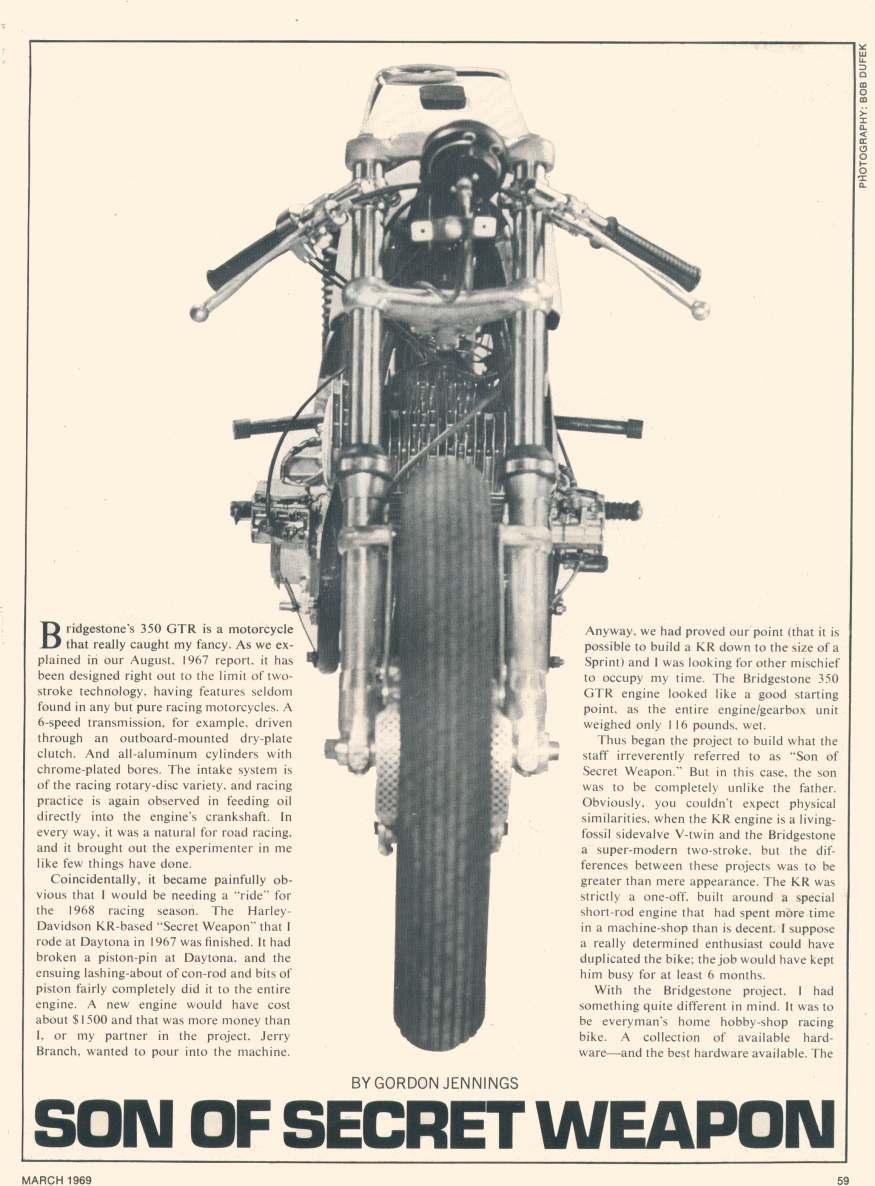 PHOTOGRAPHY: BOB DUFEK
Bridgestone's 350 GTR is a motorcycle
that really caught my fancy. As we ex-
plained in our August, 1967 report, it has
been designed right out to the limit of two-
stroke technology, having features seldom
found in any but pure racing motorcycles. A
6-speed transmission, for example, driven
through an outboard-mounted dry-plate
clutch. And all-aluminum cylinders with
chrome-plated bores. The intake system is
of the racing rotary-disc variety, and racing
practice is again observed in feeding oil
directly into the engine's crankshaft. In
every way, it was a natural for road racing,
and it brought out the experimenter in me
like few things have done.
Coincidentally, it became painfully ob-
vious that I would be needing a "ride" for
the 1968 racing season. The Harley-
Davidson KR-based "Secret Weapon" that I
rode at Daytona in 1967 was finished. It had
broken a piston-pin at Daytona, and the
ensuing lashing-about of con-rod and bits of
piston fairly completely did it to the entire
engine. A new engine would have cost
about $1500 and that was more money than
I, or my partner in the project, Jerry
Branch, wanted to pour into the machine.
Anyway, we had proved our point (that it is
possible to build a KR down to the size of a
Sprint) and I was looking for other mischief
to occupy my time. The Bridgestone 350
GTR engine looked like a good starting
point, as the entire engine/gearbox unit
weighed only 116 pounds, wet.
Thus began the project to build what the
staff irreverently referred to as "Son of
Secret Weapon." But in this case, the son
was to be completely unlike the father.
Obviously, you couldn't expect physical
similarities, when the KR engine is a living-
fossil sidevalve V-twin and the Bridgestone
a super-modern two-stroke, but the dif-
ferences between these projects was to be
greater than mere appearance. The KR was
strictly a one-off, built around a special
short-rod engine that had spent more time
in a machine-shop than is decent. I suppose
a really determined enthusiast could have
duplicated the bike; the job would have kept
him busy for at least 6 months.
With the Bridgestone project, I had
something quite different in mind. It was to
be everyman's home hobby-shop racing
bike. A collection of available hard-
ware—and the best hardware available. The
BY GORDON JENNINGS
SON OF SECRET WEAPON
MARCH 1969
59